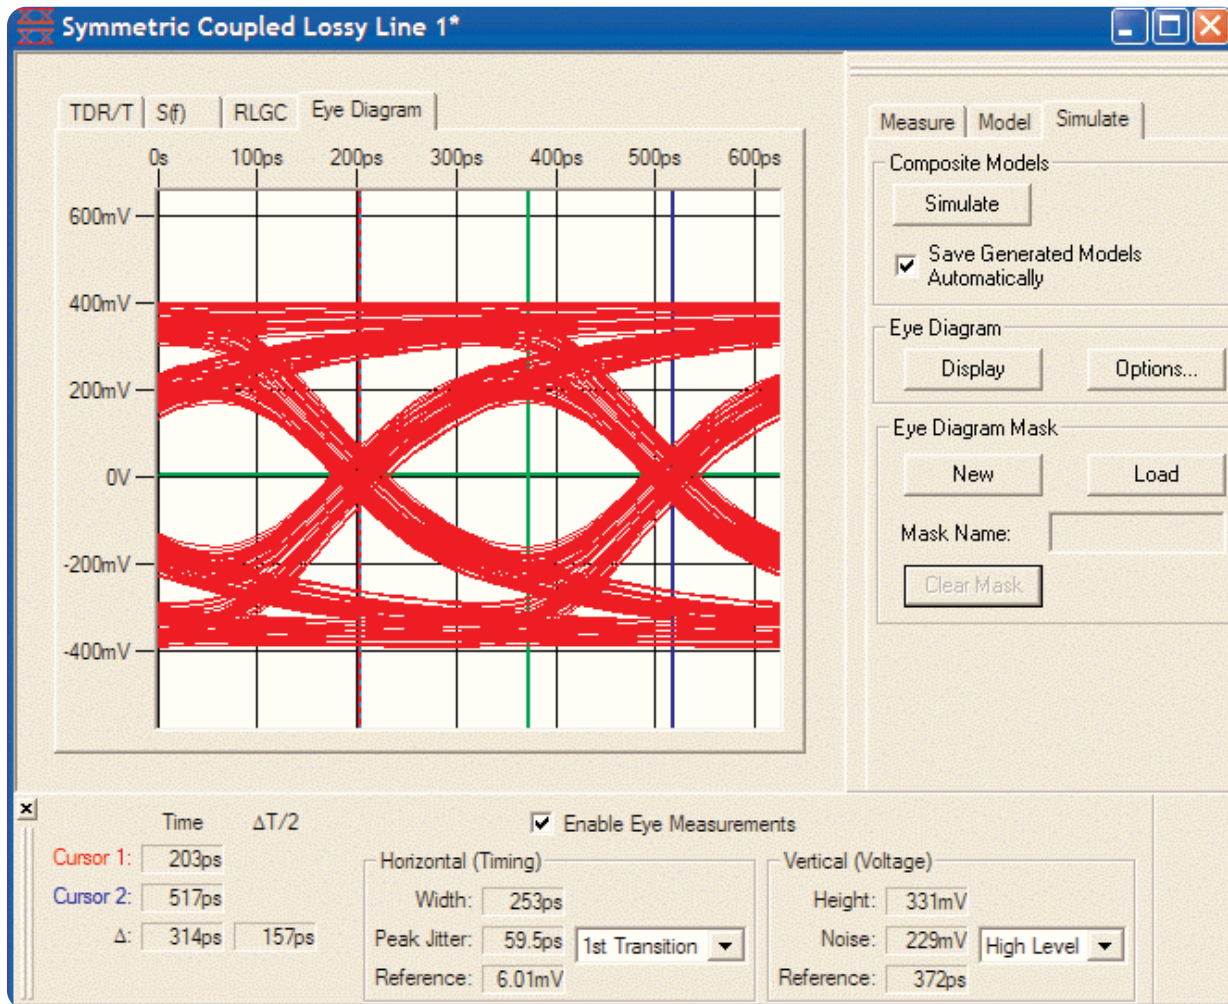 Symmetric Coupled Lossy Line 1*
TDR/T S(f) RLGC Eye Diagram
0s 100ps 200ps 300ps 400ps 500ps 600ps
600mV
400mV
200mV
0V
-200mV
-400mV
Measure Model Simulate
Composite Models
Simulate
Save Generated Models
Automatically
Eye Diagram
Display Options...
Eye Diagram Mask
New Load
Mask Name:
Clear Mask
Time ΔT/2
Cursor 1: 203ps
Cursor 2: 517ps
Δ: 314ps 157ps
Enable Eye Measurements
Horizontal (Timing)
Width: 253ps
Peak Jitter: 59.5ps 1st Transition
Reference: 6.01mV
Vertical (Voltage)
Height: 331mV
Noise: 229mV High Level
Reference: 372ps